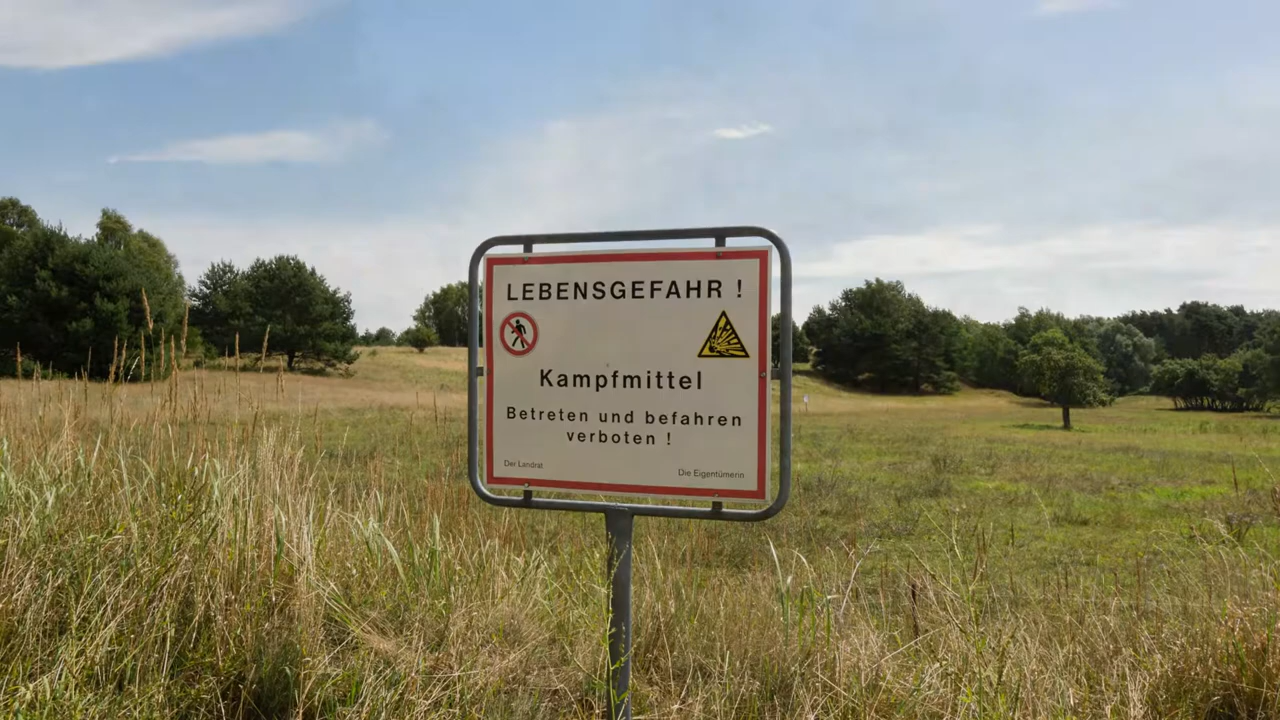 LEBENSGEFAHR !
Kampfmittel
Betreten und befahren
verboten !
Der Landrat
Die Eigentümerin